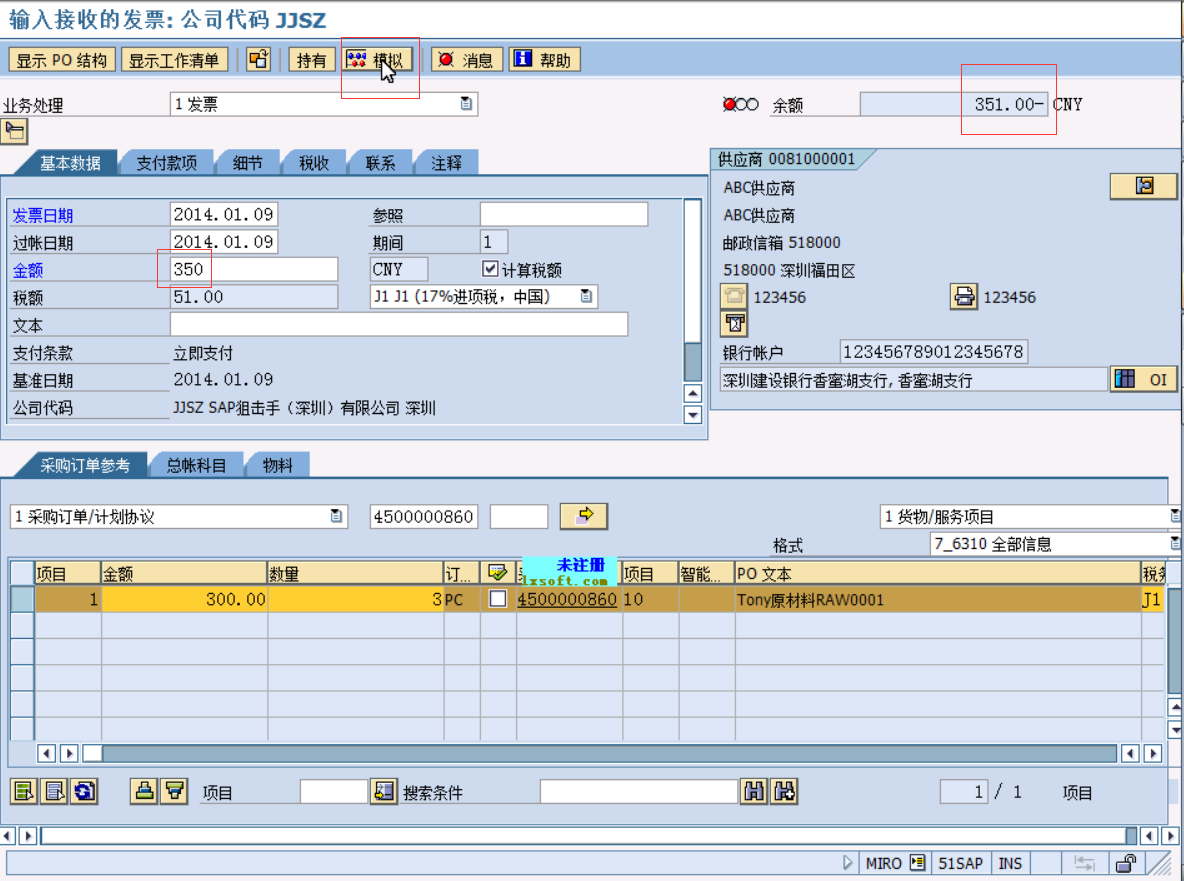 输入接收的发票: 公司代码 JJSZ
显示 PO 结构 显示工作清单 持有 模拟 消息 帮助
业务处理 1 发票 余额 351.00- CNY
基本数据 支付款项 细节 税收 联系 注释
供应商 0081000001
ABC供应商
ABC供应商
邮政信箱 518000
518000 深圳福田区
123456 123456
银行帐户 123456789012345678
深圳建设银行香蜜湖支行, 香蜜湖支行 OI
发票日期 2014.01.09 参照
过帐日期 2014.01.09 期间 1
金额 350 CNY 计算税额
税额 51.00 J1 J1 (17%进项税, 中国)
文本
支付条款 立即支付
基准日期 2014.01.09
公司代码 JJSZ SAP狙击手（深圳）有限公司 深圳
采购订单参考 总帐科目 物料
1 采购订单/计划协议 4500000860 1 货物/服务项目
格式 7_6310 全部信息
未注册
lxsoft.com
项目 金额 数量 订... 项目 智能... PO 文本 税务
1 300.00 3 PC 4500000860 10 Tony原材料RAW0001 J1
项目 搜索条件 1 / 1 项目
MIRO 51SAP INS